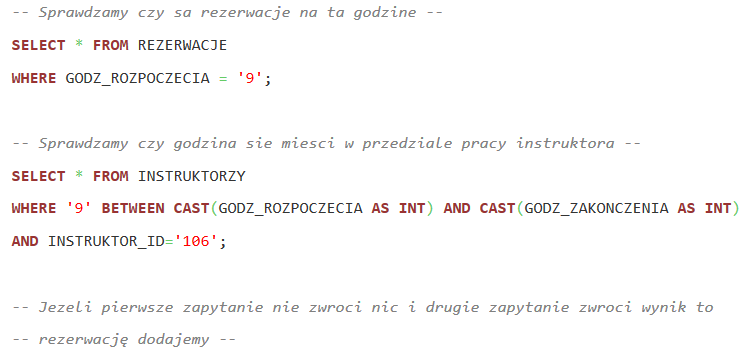 -- Sprawdzamy czy sa rezerwacje na ta godzine --
SELECT * FROM REZERWACJE
WHERE GODZ_ROZPOCZECIA = '9';
-- Sprawdzamy czy godzina sie miesci w przedziale pracy instruktora --
SELECT * FROM INSTRUKTORZY
WHERE '9' BETWEEN CAST(GODZ_ROZPOCZECIA AS INT) AND CAST(GODZ_ZAKONCZENIA AS INT)
AND INSTRUKTOR_ID='106';
-- Jezeli pierwsze zapytanie nie zwroci nic i drugie zapytanie zwroci wynik to
-- rezerwację dodajemy --